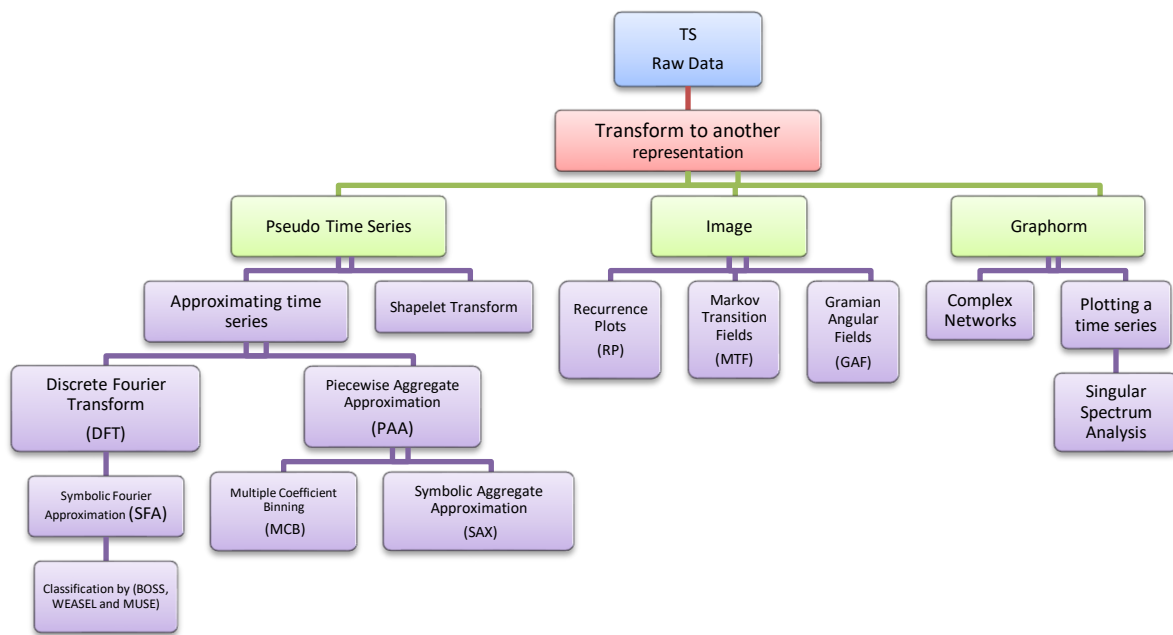 TS
Raw Data
Transform to another
representation
Pseudo Time Series
Image
Graphorm
Approximating time
series
Shapelet Transform
Recurrence
Plots
(RP)
Markov
Transition
Fields
(MTF)
Gramian
Angular
Fields
(GAF)
Complex
Networks
Plotting a
time series
Discrete Fourier
Transform
(DFT)
Piecewise Aggregate
Approximation
(PAA)
Singular
Spectrum
Analysis
Symbolic Fourier
Approximation (SFA)
Multiple Coefficient
Binning
(MCB)
Symbolic Aggregate
Approximation
(SAX)
Classification by (BOSS,
WEASEL and MUSE)